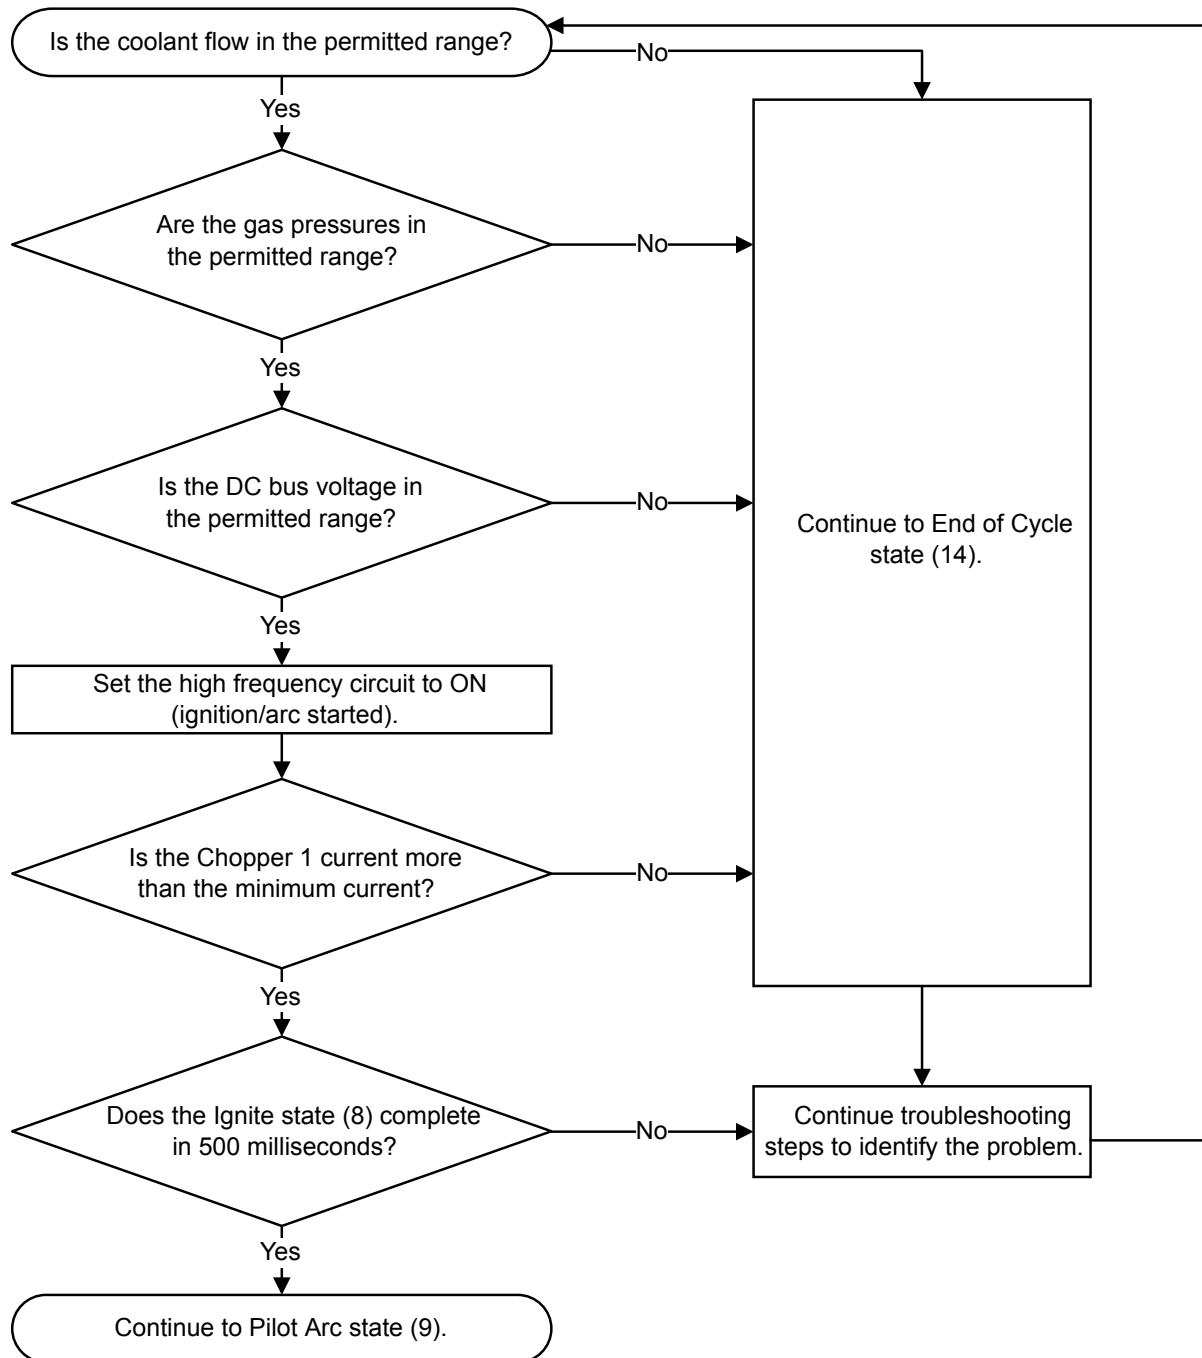 Is the coolant flow in the permitted range?
No
Yes
Are the gas pressures in
the permitted range?
No
Yes
Is the DC bus voltage in
the permitted range?
No
Continue to End of Cycle
state (14).
Yes
Set the high frequency circuit to ON
(ignition/arc started).
Is the Chopper 1 current more
than the minimum current?
No
Yes
Does the Ignite state (8) complete
in 500 milliseconds?
No
Continue troubleshooting
steps to identify the problem.
Yes
Continue to Pilot Arc state (9).